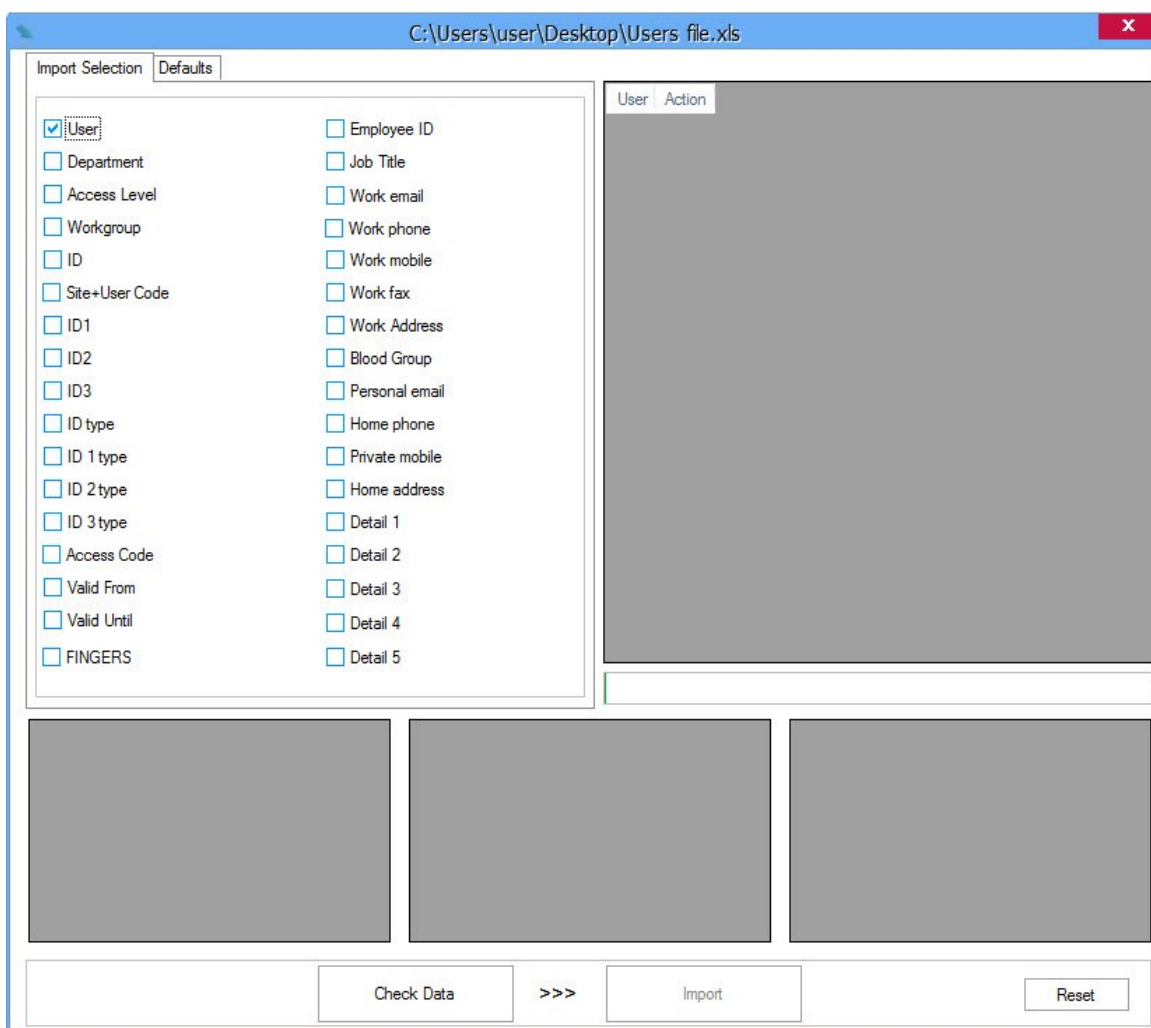 C:\Users\user\Desktop\Users file.xls
X
Import Selection Defaults
User Action
User
Department
Access Level
Workgroup
ID
Site+User Code
ID1
ID2
ID3
ID type
ID 1 type
ID 2 type
ID 3 type
Access Code
Valid From
Valid Until
FINGERS
Employee ID
Job Title
Work email
Work phone
Work mobile
Work fax
Work Address
Blood Group
Personal email
Home phone
Private mobile
Home address
Detail 1
Detail 2
Detail 3
Detail 4
Detail 5
Check Data >>> Import Reset